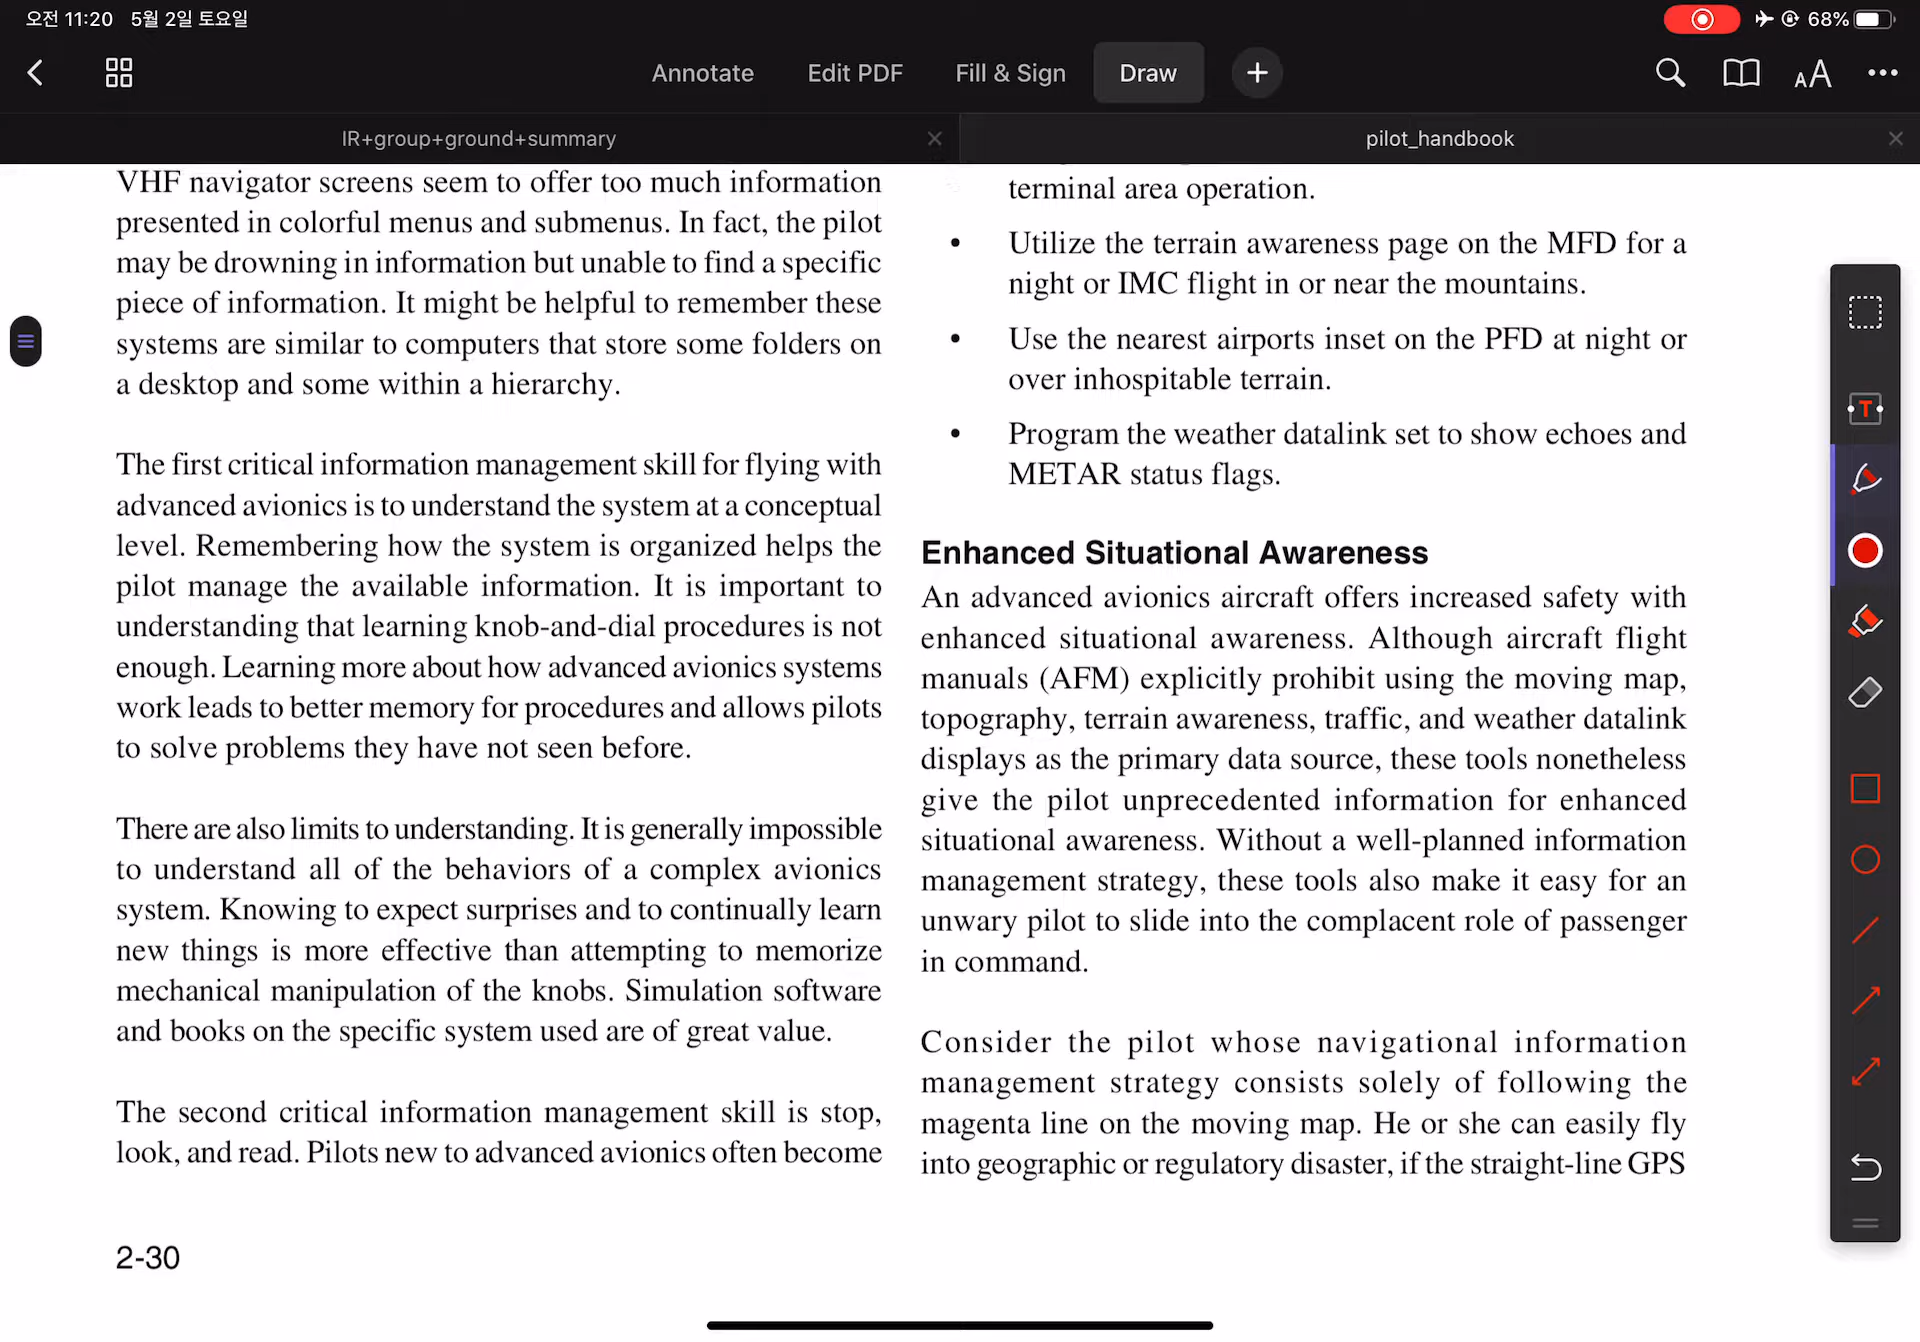 오전 11:20 5월 2일 토요일
68%
Annotate
Edit PDF
Fill & Sign
Draw
AA
IR+group+ground+summary
pilot_handbook
VHF navigator screens seem to offer too much information
presented in colorful menus and submenus. In fact, the pilot
may be drowning in information but unable to find a specific
piece of information. It might be helpful to remember these
systems are similar to computers that store some folders on
a desktop and some within a hierarchy.
The first critical information management skill for flying with
advanced avionics is to understand the system at a conceptual
level. Remembering how the system is organized helps the
pilot manage the available information. It is important to
understanding that learning knob-and-dial procedures is not
enough. Learning more about how advanced avionics systems
work leads to better memory for procedures and allows pilots
to solve problems they have not seen before.
There are also limits to understanding. It is generally impossible
to understand all of the behaviors of a complex avionics
system. Knowing to expect surprises and to continually learn
new things is more effective than attempting to memorize
mechanical manipulation of the knobs. Simulation software
and books on the specific system used are of great value.
The second critical information management skill is stop,
look, and read. Pilots new to advanced avionics often become
2-30
terminal area operation.
• Utilize the terrain awareness page on the MFD for a
night or IMC flight in or near the mountains.
• Use the nearest airports inset on the PFD at night or
over inhospitable terrain.
• Program the weather datalink set to show echoes and
METAR status flags.
Enhanced Situational Awareness
An advanced avionics aircraft offers increased safety with
enhanced situational awareness. Although aircraft flight
manuals (AFM) explicitly prohibit using the moving map,
topography, terrain awareness, traffic, and weather datalink
displays as the primary data source, these tools nonetheless
give the pilot unprecedented information for enhanced
situational awareness. Without a well-planned information
management strategy, these tools also make it easy for an
unwary pilot to slide into the complacent role of passenger
in command.
Consider the pilot whose navigational information
management strategy consists solely of following the
magenta line on the moving map. He or she can easily fly
into geographic or regulatory disaster, if the straight-line GPS
T